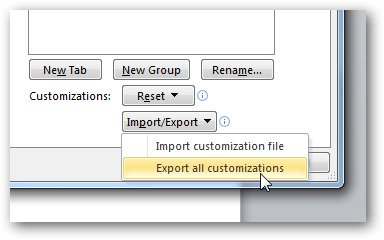 New Tab New Group Rename...
Customizations: Reset
Import/Export
Import customization file
Export all customizations